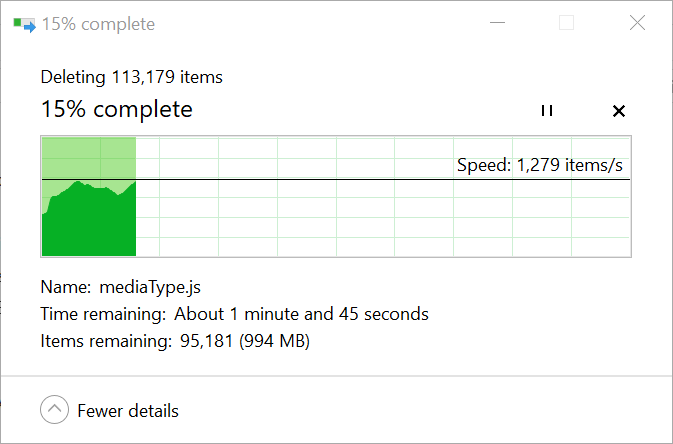 15% complete
Deleting 113,179 items
15% complete
Speed: 1,279 items/s
Name: mediaType.js
Time remaining: About 1 minute and 45 seconds
Items remaining: 95,181 (994 MB)
Fewer details